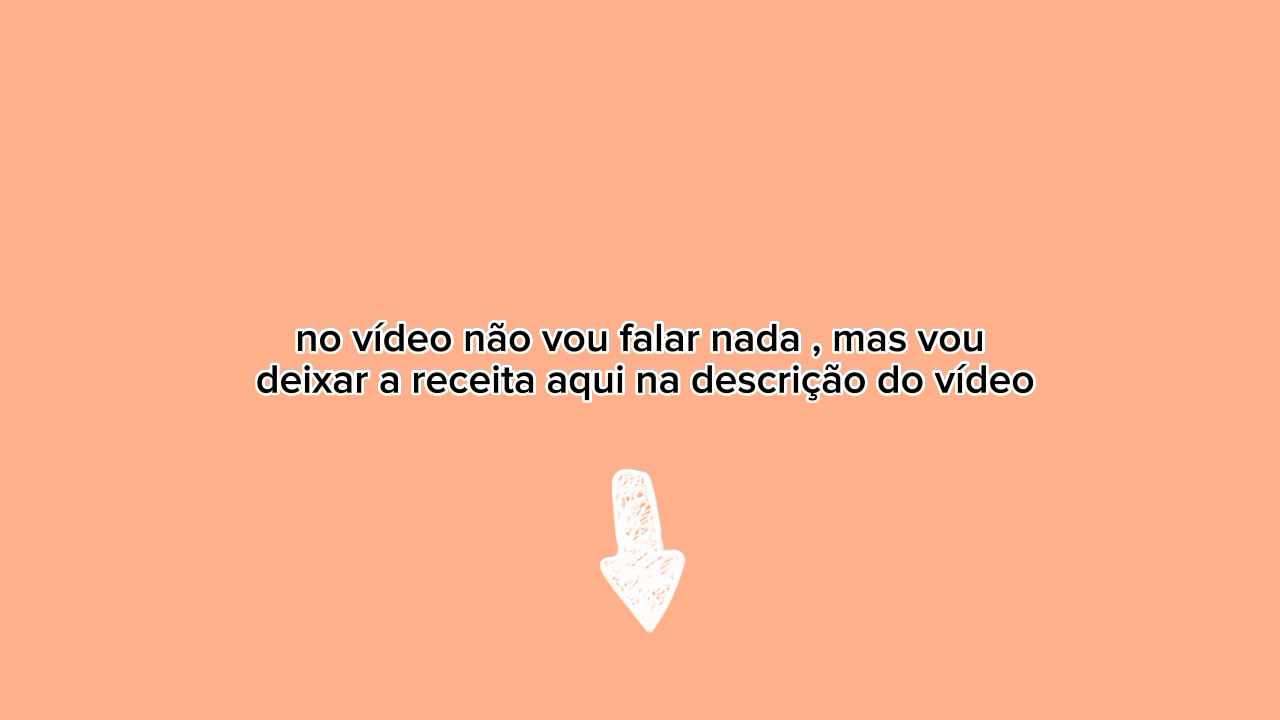 no vídeo não vou falar nada , mas vou
deixar a receita aqui na descrição do vídeo